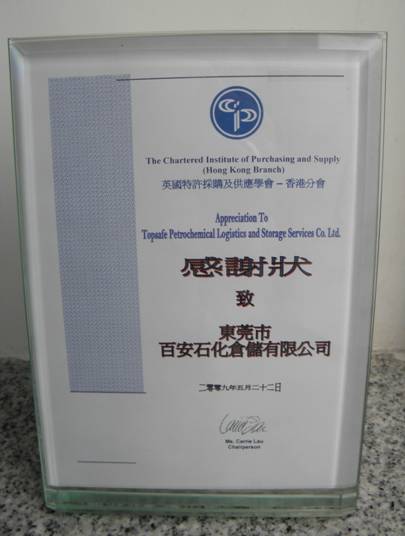 The Chartered Institute of Purchasing and Supply
(Hong Kong Branch)
英國特許採購及供應學會－香港分會
Appreciation To
Topsafe Petrochemical Logistics and Storage Services Co. Ltd.
感謝狀
致
東莞市
百安石化倉儲有限公司
二零零九年五月二十二日
Ms. Carrie Lau
Chairperson